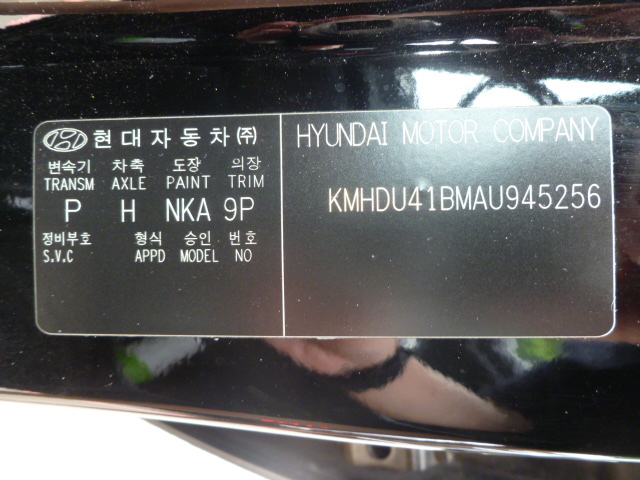 현대자동차(주)
변속기 차축 도장 의장
TRANSM AXLE PAINT TRIM
P H NKA 9P
정비부호 형식 승인 번호
S.V.C APPD MODEL NO
HYUNDAI MOTOR COMPANY
KMHDU41BMAU945256